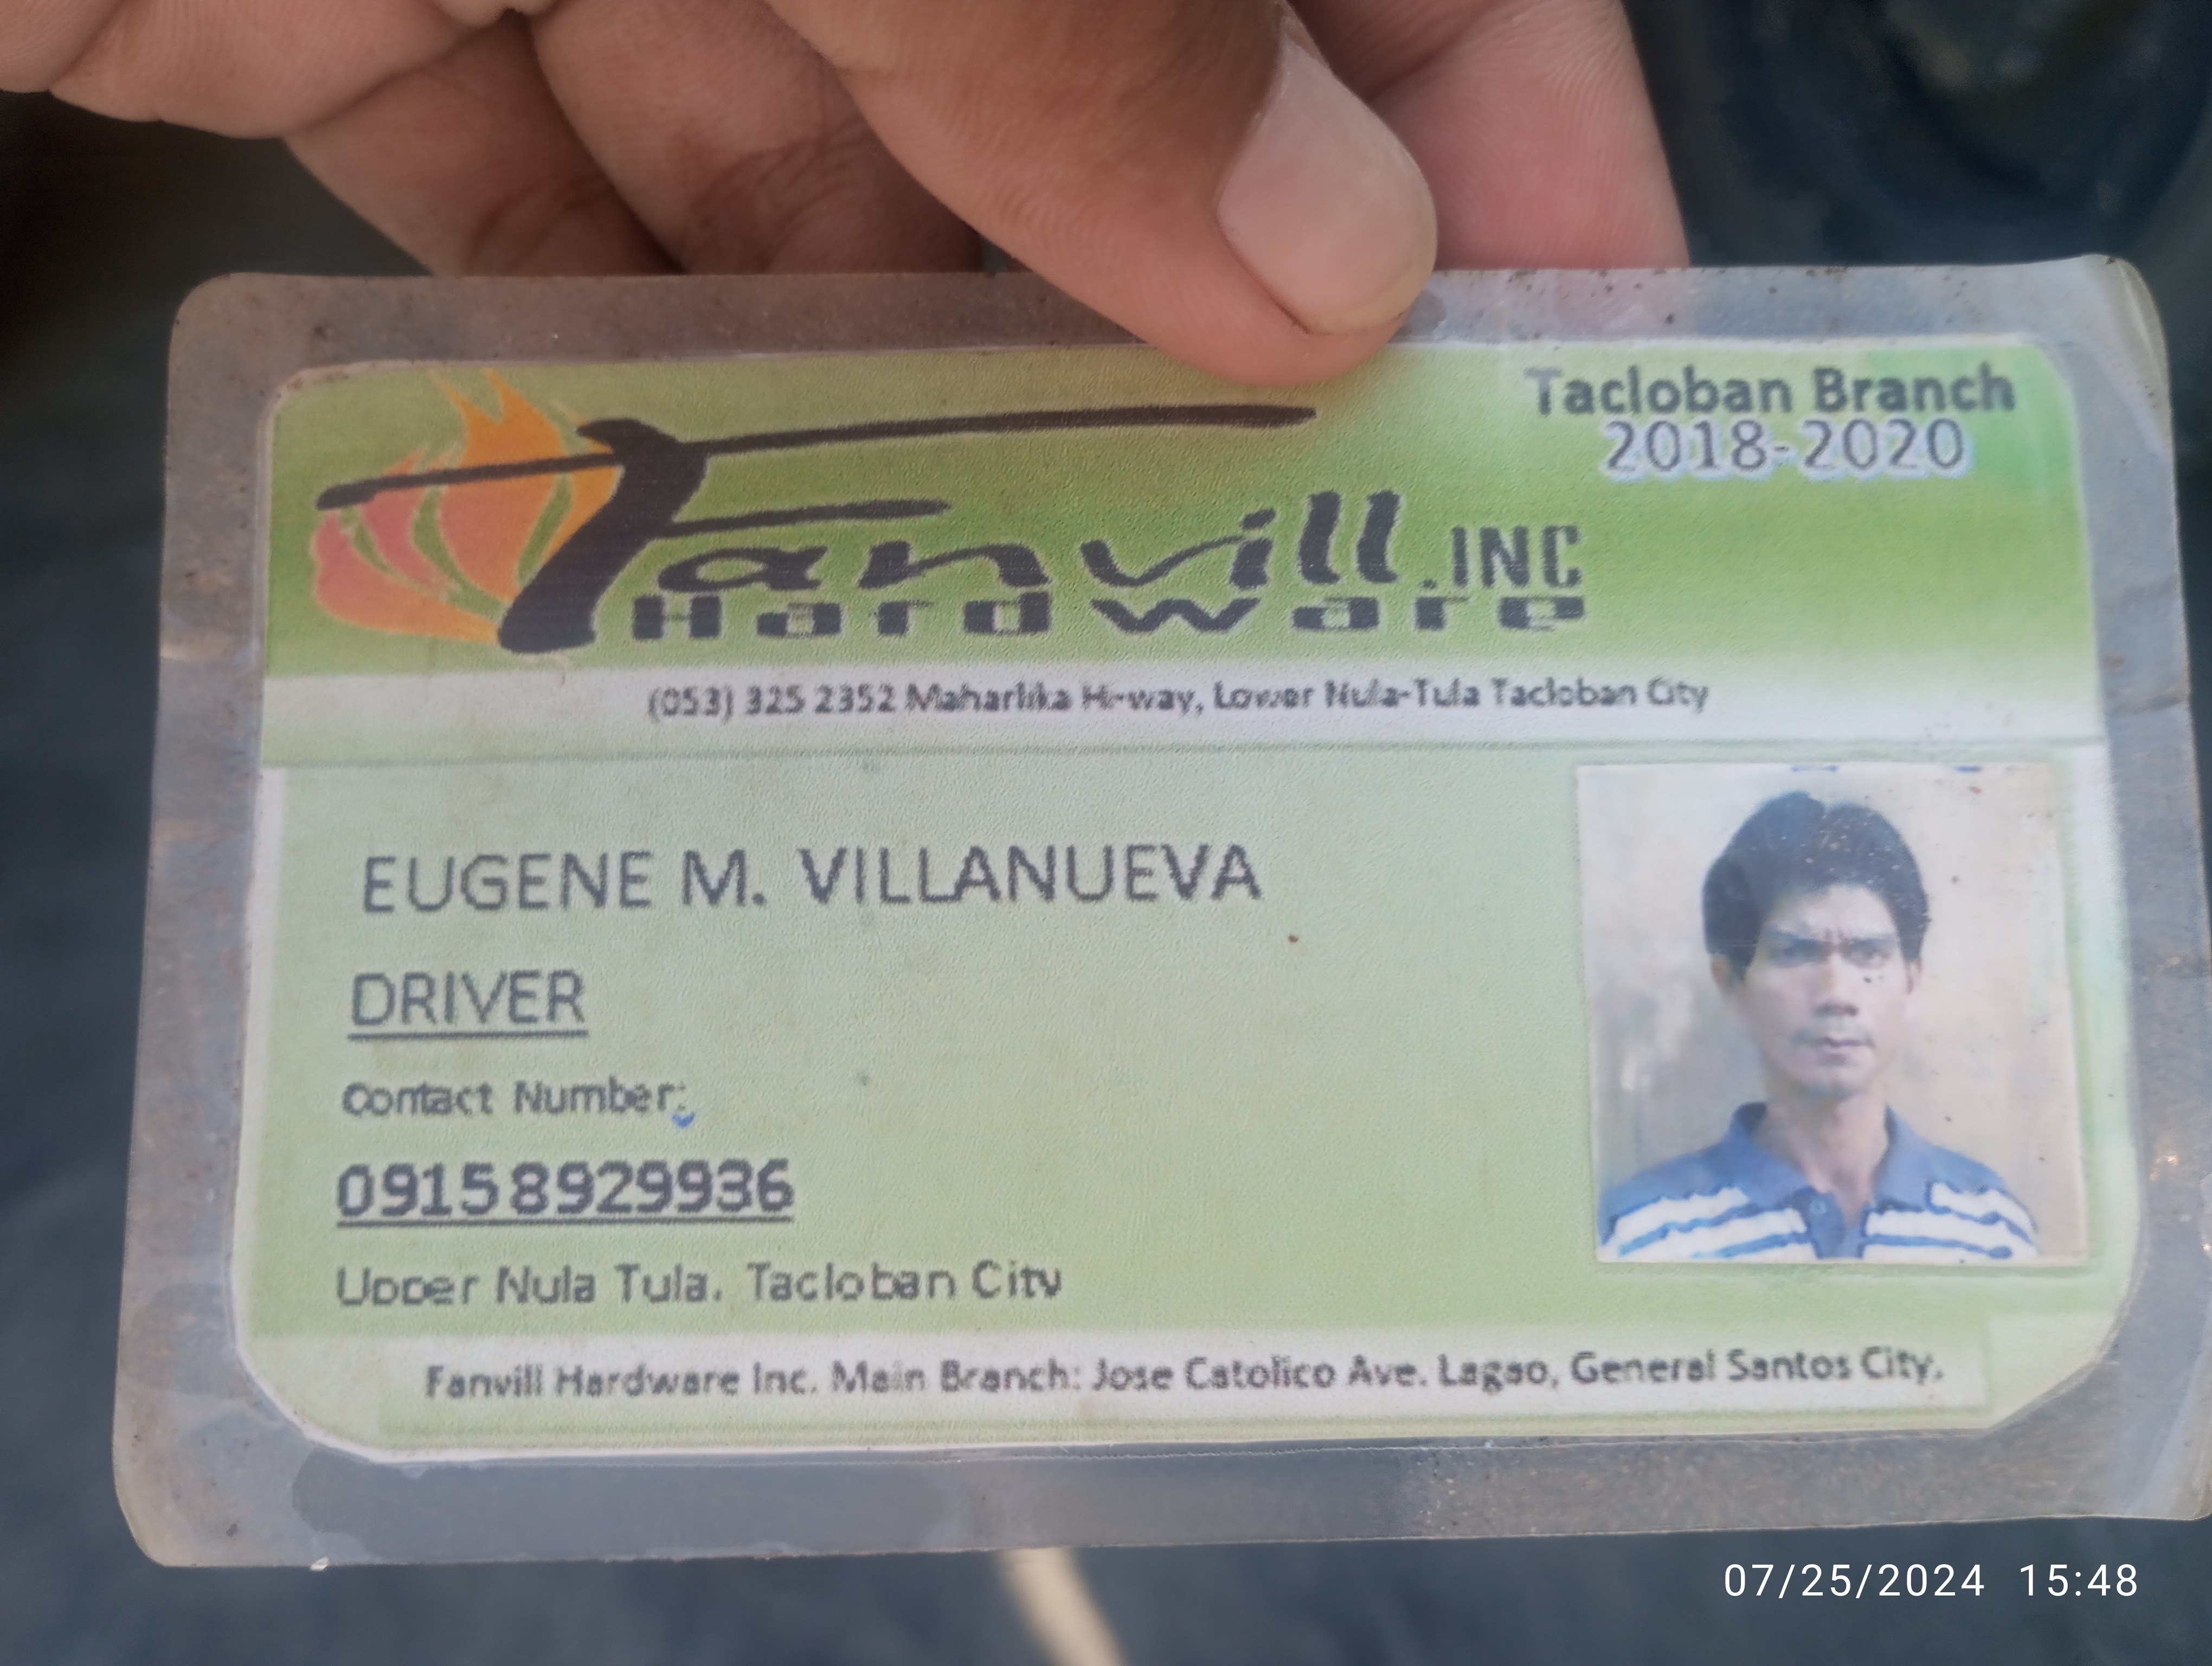 Tacloban Branch
2018-2020
Fanvill.INC
Hardware
(053) 325 2352 Maharlika H-way, Lower Nula-Tula Tacloban City
EUGENE M. VILLANUEVA
DRIVER
Contact Number:
09158929936
Upper Nula Tula, Tacloban City
Fanvill Hardware Inc. Main Branch: Jose Catolico Ave. Lagao, General Santos City,
07/25/2024 15:48